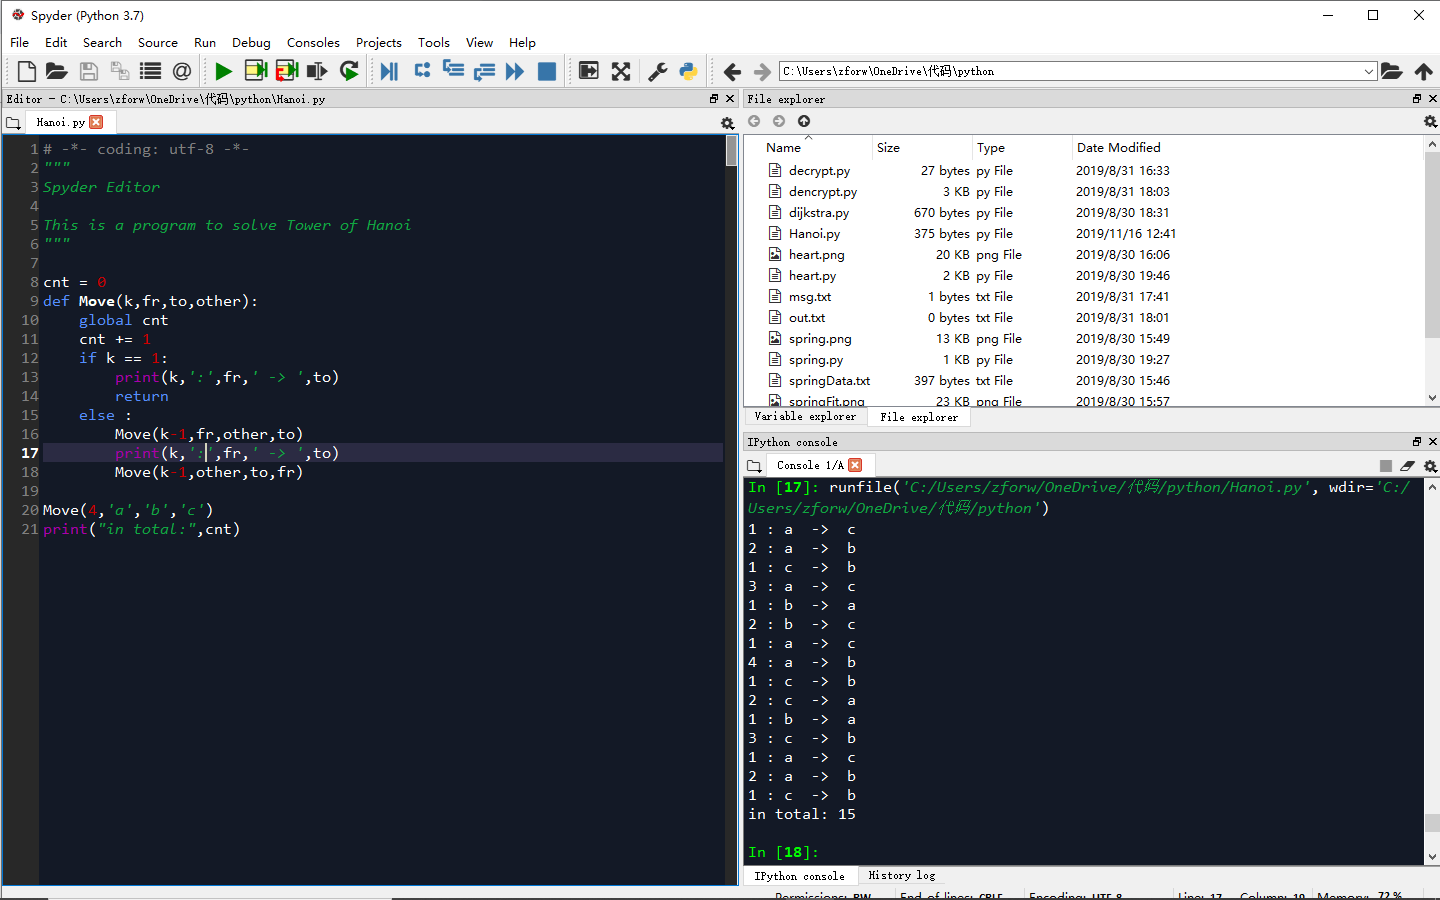 Spyder (Python 3.7)
File Edit Search Source Run Debug Consoles Projects Tools View Help
C:\Users\zforw\OneDrive\代码\python
Editor - C:\Users\zforw\OneDrive\代码\python\Hanoi.py
Hanoi.py
1 # -*- coding: utf-8 -*-
2 """
3 Spyder Editor
4
5 This is a program to solve Tower of Hanoi
6 """
7
8 cnt = 0
9 def Move(k,fr,to,other):
10     global cnt
11     cnt += 1
12     if k == 1:
13         print(k,':',fr,' -> ',to)
14         return
15     else :
16         Move(k-1,fr,other,to)
17         print(k,':',fr,' -> ',to)
18         Move(k-1,other,to,fr)
19
20 Move(4,'a','b','c')
21 print("in total:",cnt)
File explorer
Name Size Type Date Modified
decrypt.py 27 bytes py File 2019/8/31 16:33
dencrypt.py 3 KB py File 2019/8/31 18:03
dijkstra.py 670 bytes py File 2019/8/30 18:31
Hanoi.py 375 bytes py File 2019/11/16 12:41
heart.png 20 KB png File 2019/8/30 16:06
heart.py 2 KB py File 2019/8/30 19:46
msg.txt 1 bytes txt File 2019/8/31 17:41
out.txt 0 bytes txt File 2019/8/31 18:01
spring.png 13 KB png File 2019/8/30 15:49
spring.py 1 KB py File 2019/8/30 19:27
springData.txt 397 bytes txt File 2019/8/30 15:46
springFit.png 23 KB png File 2019/8/30 15:57
Variable explorer File explorer
IPython console
Console 1/A
In [17]: runfile('C:/Users/zforw/OneDrive/代码/python/Hanoi.py', wdir='C:/
Users/zforw/OneDrive/代码/python')
1 : a  ->  c
2 : a  ->  b
1 : c  ->  b
3 : a  ->  c
1 : b  ->  a
2 : b  ->  c
1 : a  ->  c
4 : a  ->  b
1 : c  ->  b
2 : c  ->  a
1 : b  ->  a
3 : c  ->  b
1 : a  ->  c
2 : a  ->  b
1 : c  ->  b
in total: 15
In [18]:
IPython console History log
Permissions: RW End-of-lines: CRLF Encoding: UTF-8 Line: 17 Column: 19 Memory: 72 %